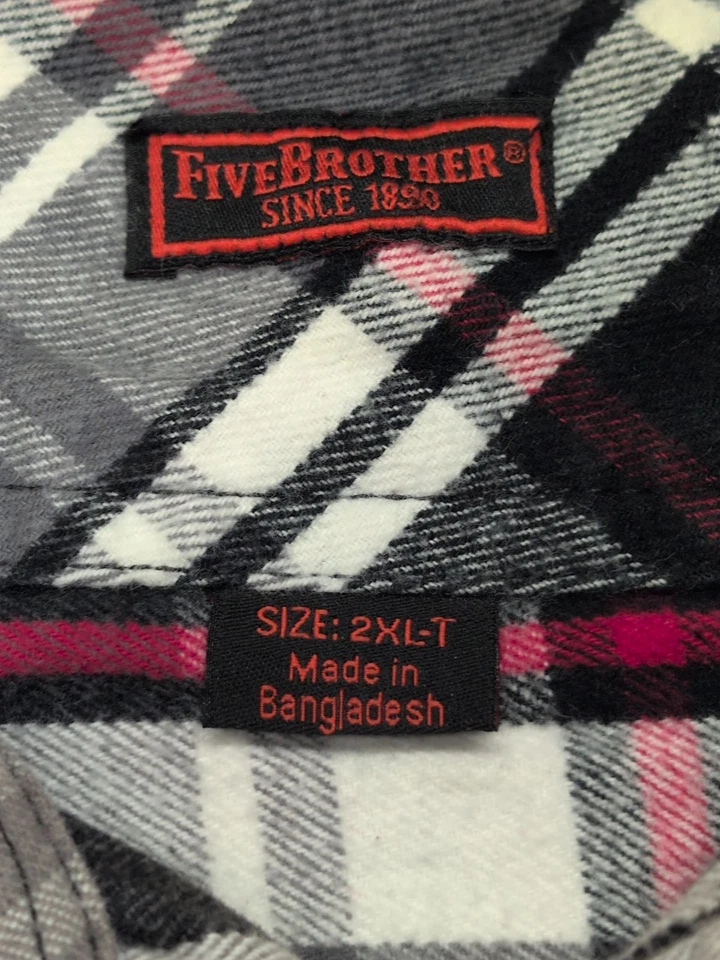 FIVEBROTHER®
SINCE 1890
SIZE: 2XL-T
Made in
Bangladesh